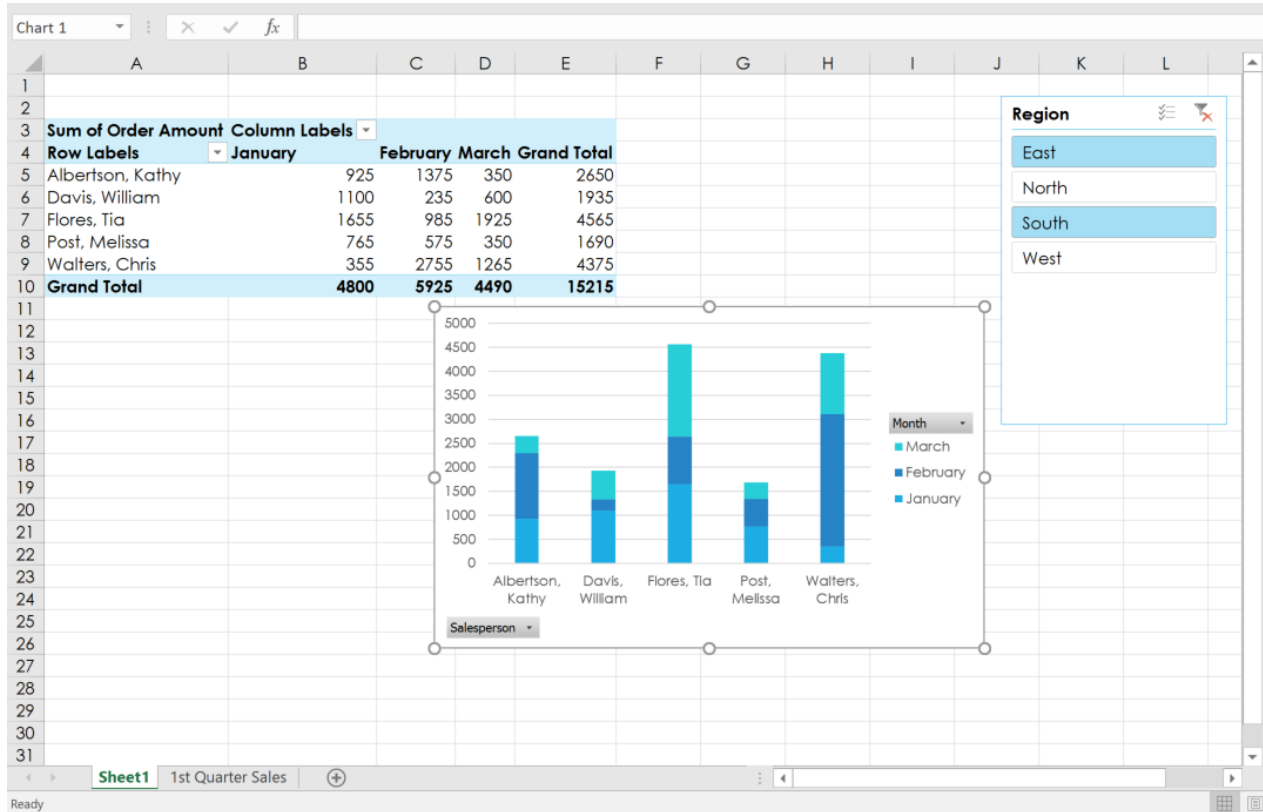 Chart 1 fx
A B C D E F G H I J K L
1
2
3 Sum of Order Amount Column Labels
4 Row Labels January February March Grand Total
5 Albertson, Kathy 925 1375 350 2650
6 Davis, William 1100 235 600 1935
7 Flores, Tia 1655 985 1925 4565
8 Post, Melissa 765 575 350 1690
9 Walters, Chris 355 2755 1265 4375
10 Grand Total 4800 5925 4490 15215
11
12
13
14
15
16
17
18
19
20
21
22
23
24
25
26
27
28
29
30
31
Region
East
North
South
West
5000
4500
4000
3500
3000
2500
2000
1500
1000
500
0
Albertson, Davis, Flores, Tia Post, Walters,
Kathy William Melissa Chris
Salesperson
Month
March
February
January
Sheet1 1st Quarter Sales
Ready